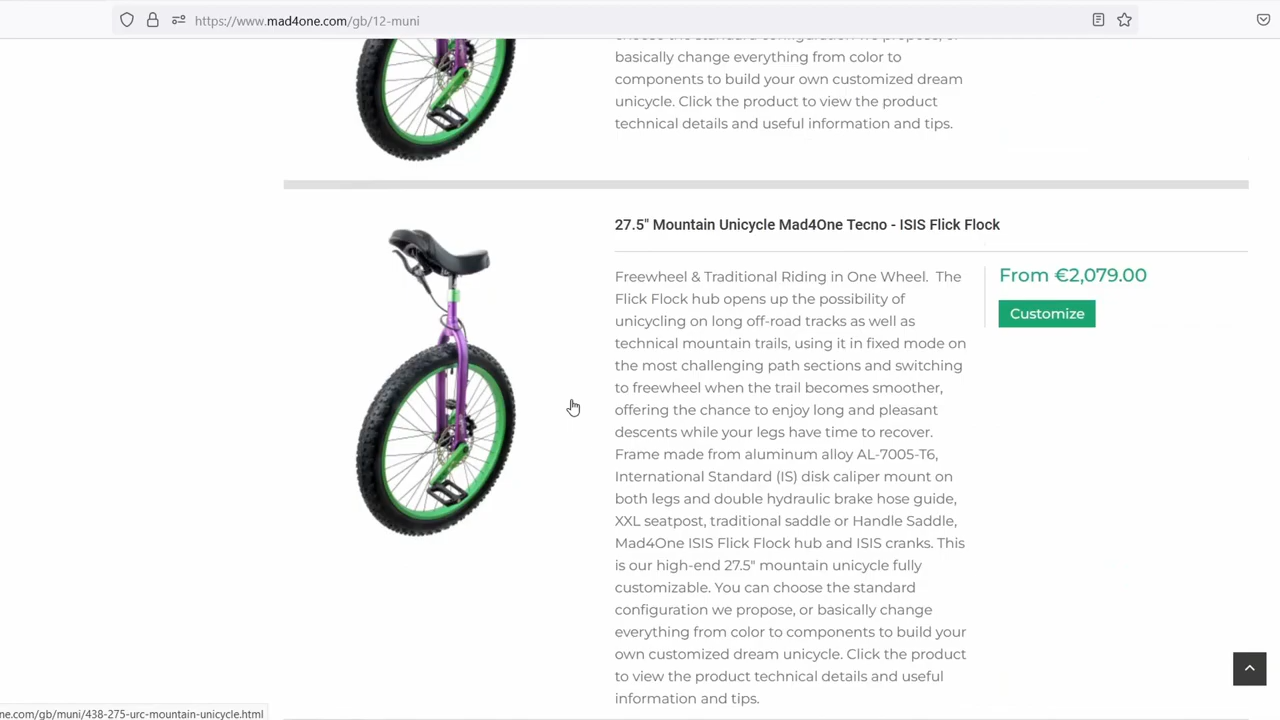 https://www.mad4one.com/gb/12-muni
basically change everything from color to
components to build your own customized dream
unicycle. Click the product to view the product
technical details and useful information and tips.
27.5" Mountain Unicycle Mad4One Tecno - ISIS Flick Flock
Freewheel & Traditional Riding in One Wheel.  The
Flick Flock hub opens up the possibility of
unicycling on long off-road tracks as well as
technical mountain trails, using it in fixed mode on
the most challenging path sections and switching
to freewheel when the trail becomes smoother,
offering the chance to enjoy long and pleasant
descents while your legs have time to recover.
Frame made from aluminum alloy AL-7005-T6,
International Standard (IS) disk caliper mount on
both legs and double hydraulic brake hose guide,
XXL seatpost, traditional saddle or Handle Saddle,
Mad4One ISIS Flick Flock hub and ISIS cranks. This
is our high-end 27.5" mountain unicycle fully
customizable. You can choose the standard
configuration we propose, or basically change
everything from color to components to build your
own customized dream unicycle. Click the product
to view the product technical details and useful
information and tips.
From €2,079.00
Customize
ne.com/gb/muni/438-275-urc-mountain-unicycle.html